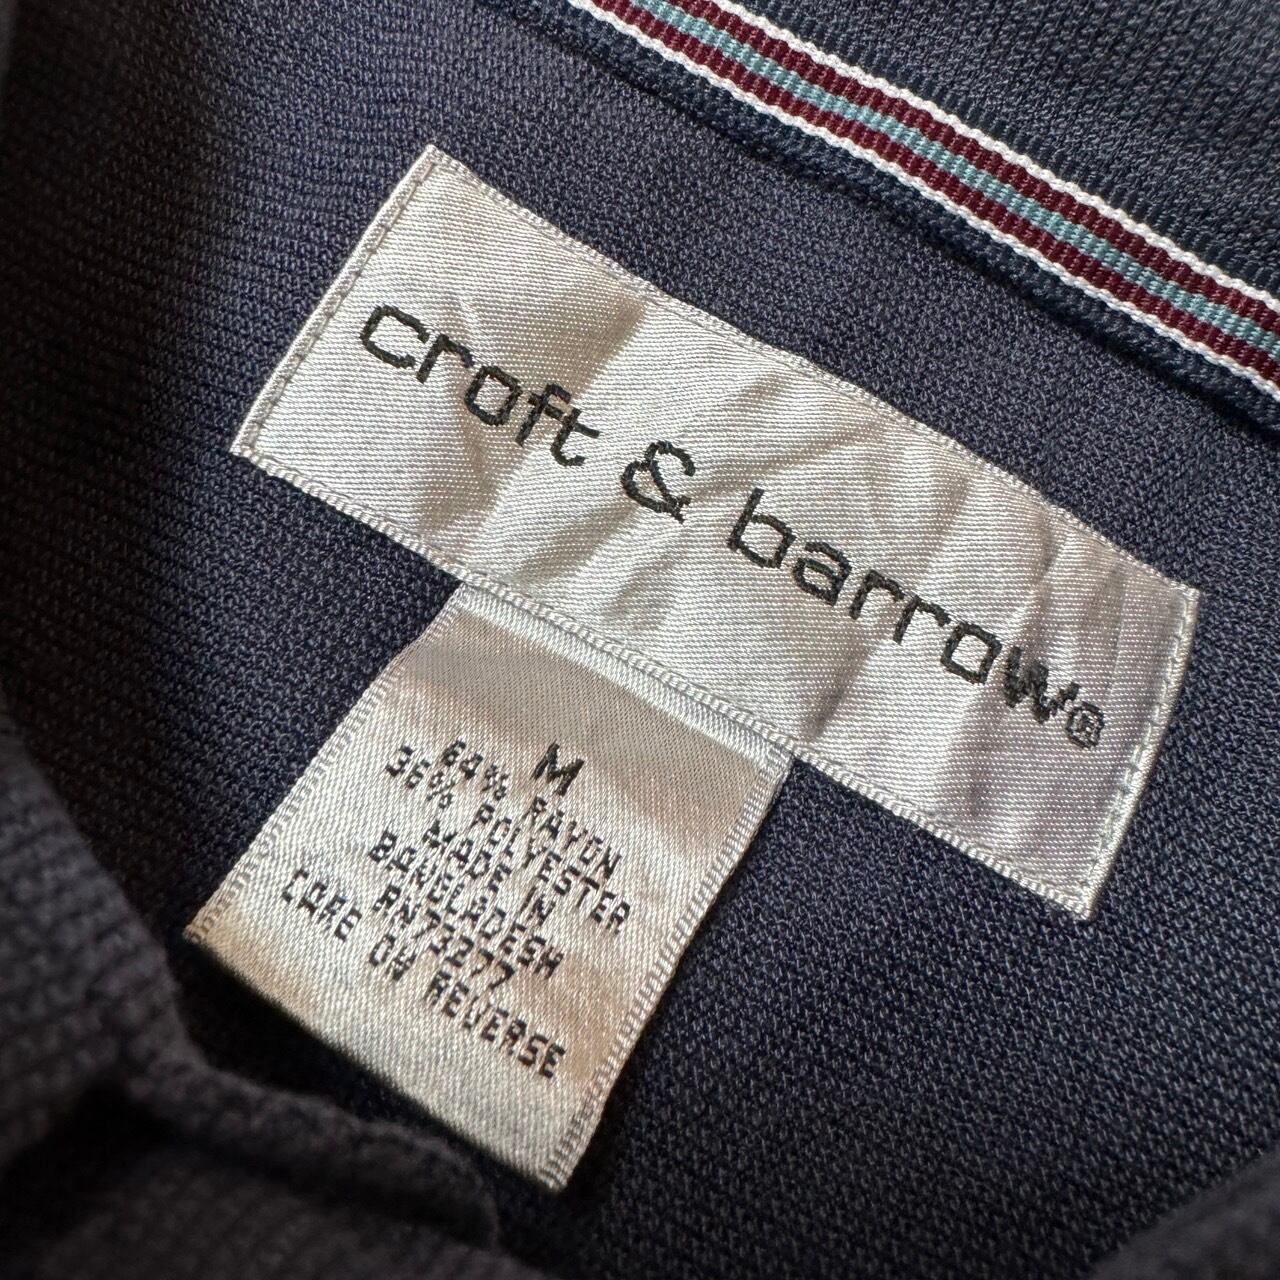 croft & barrow®
M
64% RAYON
36% POLYESTER
MADE IN
BANGLADESH
RN73277
CARE ON REVERSE